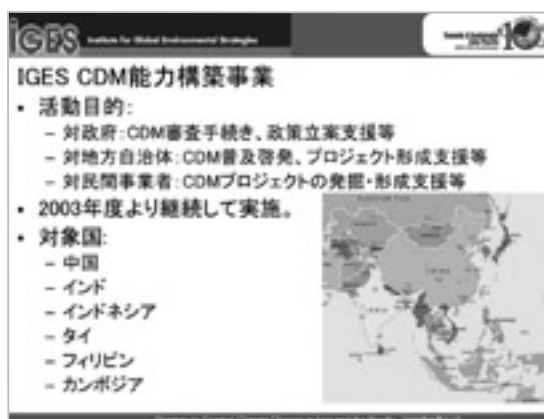 IGES Institute for Global Environmental Strategies
IGES CDM能力構築事業
• 活動目的:
– 対政府:CDM審査手続き、政策立案支援等
– 対地方自治体:CDM普及啓発、プロジェクト形成支援等
– 対民間事業者:CDMプロジェクトの発掘・形成支援等
• 2003年度より継続して実施。
• 対象国:
– 中国
– インド
– インドネシア
– タイ
– フィリピン
– カンボジア